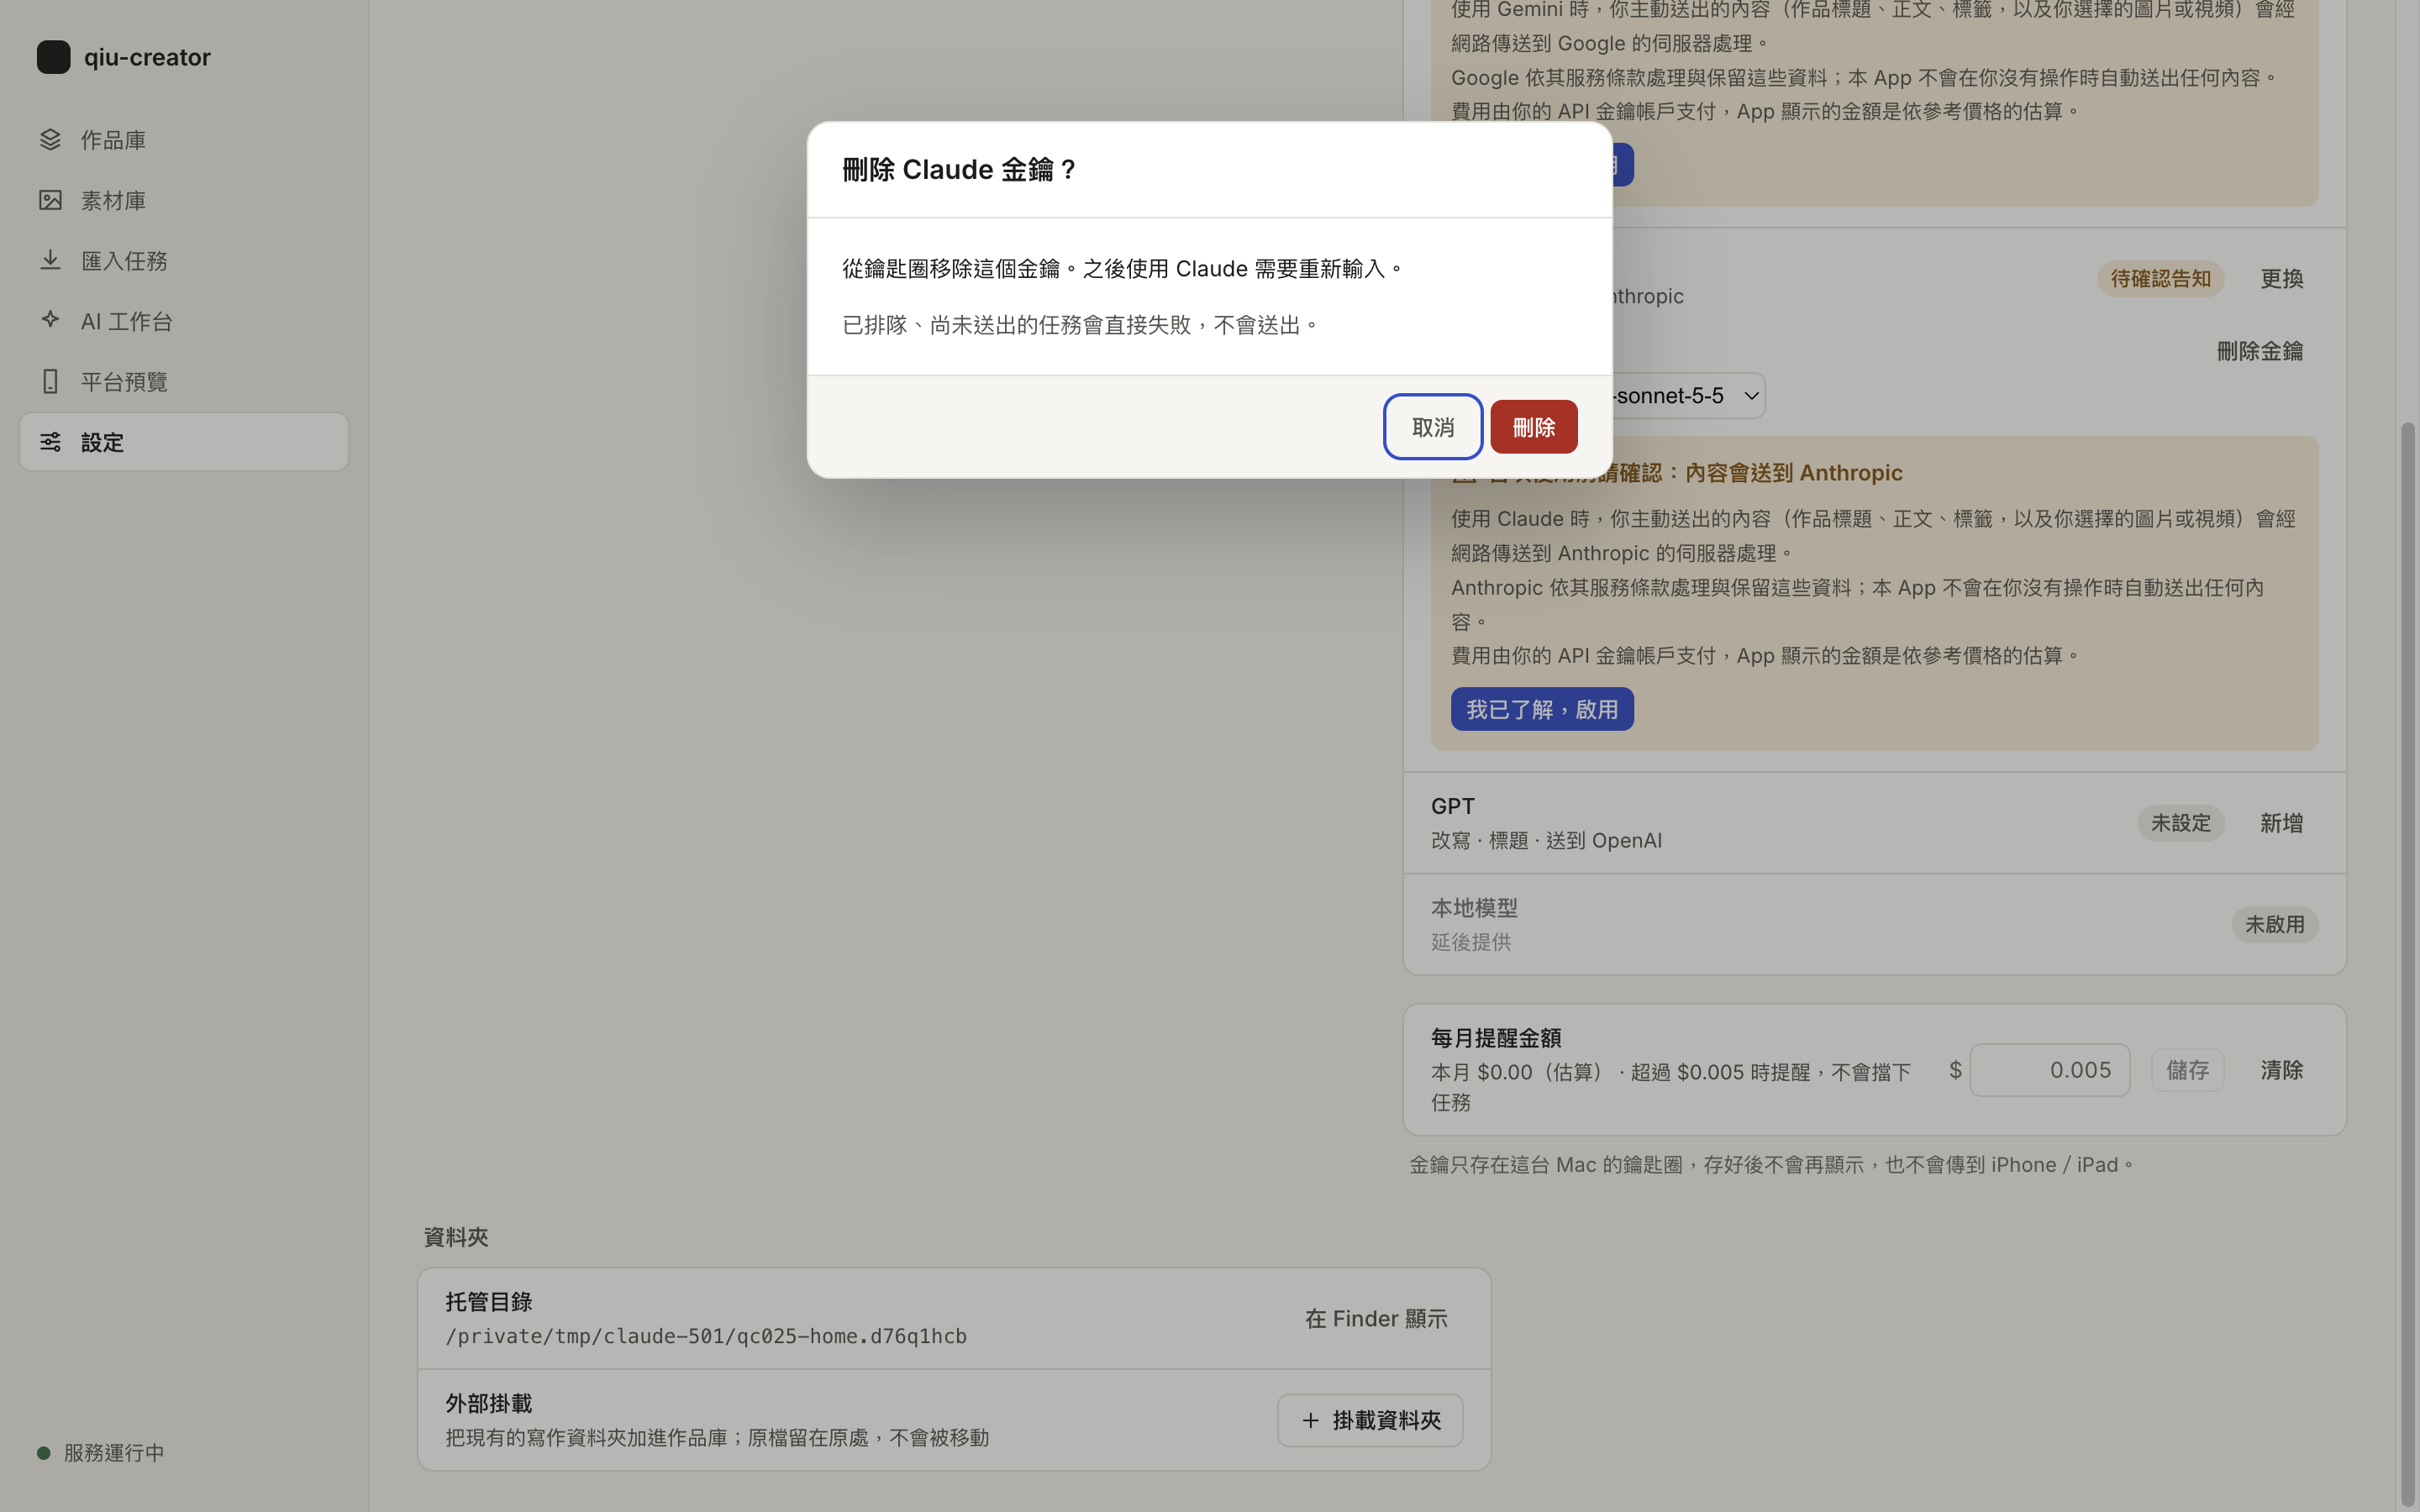 qiu-creator
作品庫
素材庫
匯入任務
AI 工作台
平台預覽
設定
服務運行中
使用 Gemini 時，你主動送出的內容（作品標題、正文、標籤，以及你選擇的圖片或視頻）會經
網路傳送到 Google 的伺服器處理。
Google 依其服務條款處理與保留這些資料；本 App 不會在你沒有操作時自動送出任何內容。
費用由你的 API 金鑰帳戶支付，App 顯示的金額是依參考價格的估算。
刪除 Claude 金鑰？
從鑰匙圈移除這個金鑰。之後使用 Claude 需要重新輸入。
已排隊、尚未送出的任務會直接失敗，不會送出。
取消
刪除
待確認告知
更換
nthropic
刪除金鑰
-sonnet-5-5
請確認：內容會送到 Anthropic
使用 Claude 時，你主動送出的內容（作品標題、正文、標籤，以及你選擇的圖片或視頻）會經
網路傳送到 Anthropic 的伺服器處理。
Anthropic 依其服務條款處理與保留這些資料；本 App 不會在你沒有操作時自動送出任何內
容。
費用由你的 API 金鑰帳戶支付，App 顯示的金額是依參考價格的估算。
我已了解，啟用
GPT
改寫 · 標題 · 送到 OpenAI
未設定
新增
本地模型
延後提供
未啟用
每月提醒金額
本月 $0.00（估算） · 超過 $0.005 時提醒，不會擋下
任務
$
0.005
儲存
清除
金鑰只存在這台 Mac 的鑰匙圈，存好後不會再顯示，也不會傳到 iPhone / iPad。
資料夾
托管目錄
/private/tmp/claude-501/qc025-home.d76q1hcb
在 Finder 顯示
外部掛載
把現有的寫作資料夾加進作品庫；原檔留在原處，不會被移動
掛載資料夾